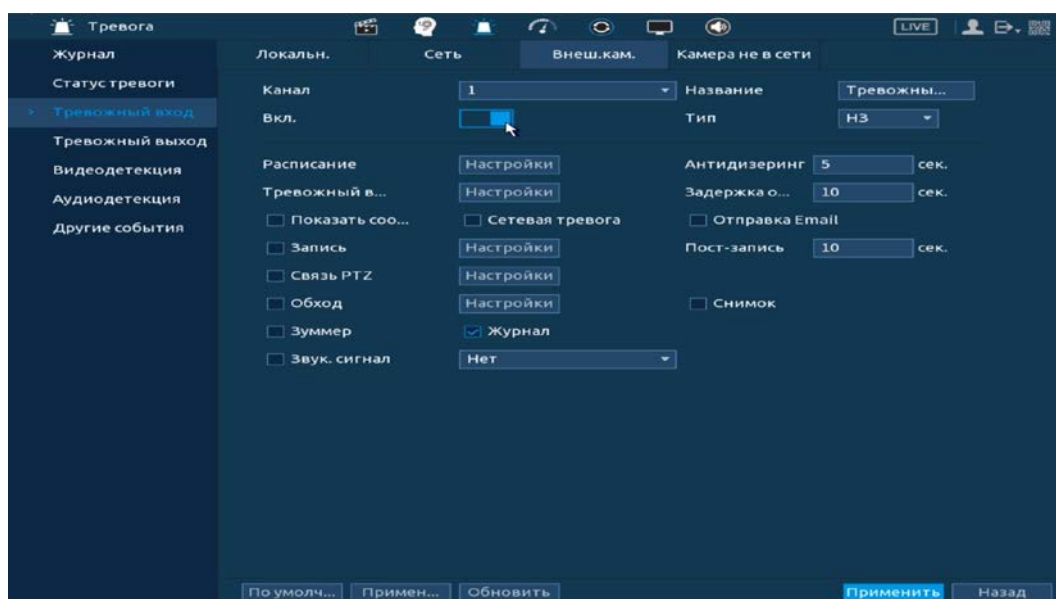 Тревога
LIVE
Журнал
Статус тревоги
Тревожный вход
Тревожный выход
Видеодетекция
Аудиодетекция
Другие события
Локальн. Сеть Внеш.кам. Камера не в сети
Канал 1 Название Тревожны...
Вкл. Тип НЗ
Расписание Настройки Антидизеринг 5 сек.
Тревожный в... Настройки Задержка о... 10 сек.
Показать соо... Сетевая тревога Отправка Email
Запись Настройки Пост-запись 10 сек.
Связь PTZ Настройки
Обход Настройки Снимок
Зуммер Журнал
Звук. сигнал Нет
По умолч... Примен... Обновить Применить Назад